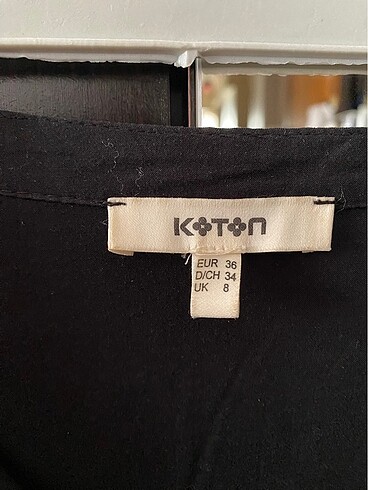 KOTON
EUR 36
D/CH 34
UK 8